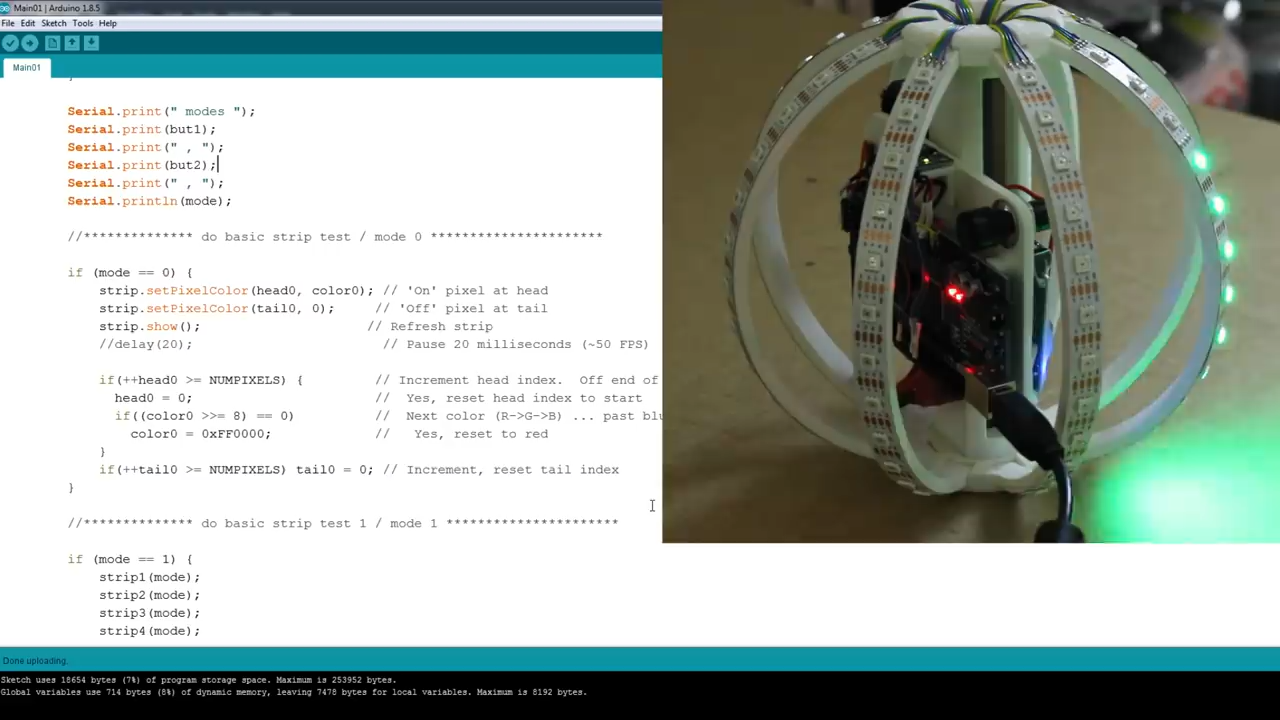 Main01 | Arduino 1.8.5
File Edit Sketch Tools Help
Main01
}
Serial.print(" modes ");
Serial.print(but1);
Serial.print(" , ");
Serial.print(but2);
Serial.print(" , ");
Serial.println(mode);
//************** do basic strip test / mode 0 **********************
if (mode == 0) {
strip.setPixelColor(head0, color0); // 'On' pixel at head
strip.setPixelColor(tail0, 0); // 'Off' pixel at tail
strip.show(); // Refresh strip
//delay(20); // Pause 20 milliseconds (~50 FPS)
if(++head0 >= NUMPIXELS) { // Increment head index. Off end of
head0 = 0; // Yes, reset head index to start
if((color0 >>= 8) == 0) // Next color (R->G->B) ... past blu
color0 = 0xFF0000; // Yes, reset to red
}
if(++tail0 >= NUMPIXELS) tail0 = 0; // Increment, reset tail index
}
//************** do basic strip test 1 / mode 1 **********************
if (mode == 1) {
strip1(mode);
strip2(mode);
strip3(mode);
strip4(mode);
Done uploading.
Sketch uses 18654 bytes (7%) of program storage space. Maximum is 253952 bytes.
Global variables use 714 bytes (8%) of dynamic memory, leaving 7478 bytes for local variables. Maximum is 8192 bytes.